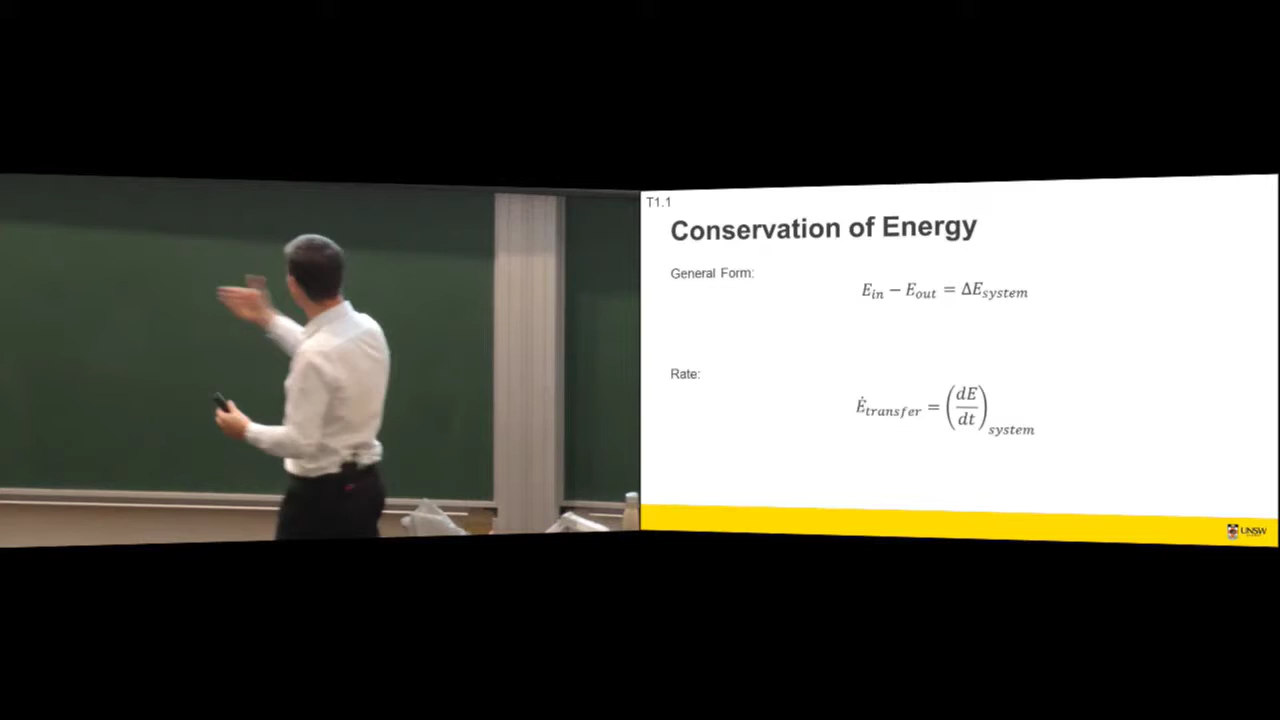 T1.1
Conservation of Energy
General Form:
E_in − E_out = ΔE_system
Rate:
Ė_transfer = (dE/dt)_system
UNSW